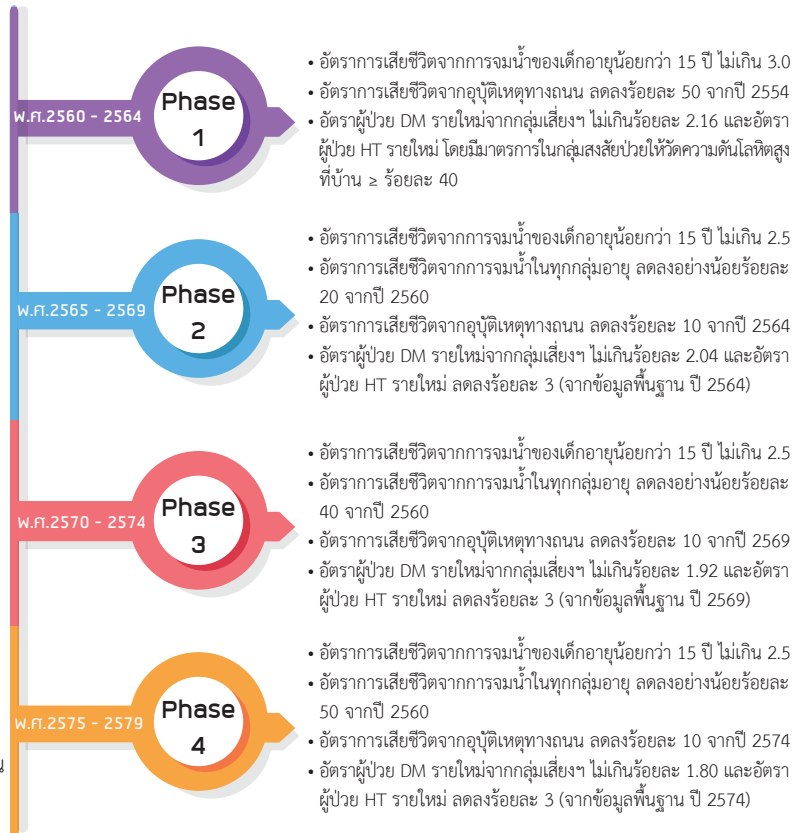 พ.ศ.2560 - 2564
Phase
1
• อัตราการเสียชีวิตจากการจมน้ำของเด็กอายุน้อยกว่า 15 ปี ไม่เกิน 3.0
• อัตราการเสียชีวิตจากอุบัติเหตุทางถนน ลดลงร้อยละ 50 จากปี 2554
• อัตราผู้ป่วย DM รายใหม่จากกลุ่มเสี่ยงฯ ไม่เกินร้อยละ 2.16 และอัตรา
ผู้ป่วย HT รายใหม่ โดยมีมาตรการในกลุ่มสงสัยป่วยให้วัดความดันโลหิตสูง
ที่บ้าน ≥ ร้อยละ 40
พ.ศ.2565 - 2569
Phase
2
• อัตราการเสียชีวิตจากการจมน้ำของเด็กอายุน้อยกว่า 15 ปี ไม่เกิน 2.5
• อัตราการเสียชีวิตจากการจมน้ำในทุกกลุ่มอายุ ลดลงอย่างน้อยร้อยละ
20 จากปี 2560
• อัตราการเสียชีวิตจากอุบัติเหตุทางถนน ลดลงร้อยละ 10 จากปี 2564
• อัตราผู้ป่วย DM รายใหม่จากกลุ่มเสี่ยงฯ ไม่เกินร้อยละ 2.04 และอัตรา
ผู้ป่วย HT รายใหม่ ลดลงร้อยละ 3 (จากข้อมูลพื้นฐาน ปี 2564)
พ.ศ.2570 - 2574
Phase
3
• อัตราการเสียชีวิตจากการจมน้ำของเด็กอายุน้อยกว่า 15 ปี ไม่เกิน 2.5
• อัตราการเสียชีวิตจากการจมน้ำในทุกกลุ่มอายุ ลดลงอย่างน้อยร้อยละ
40 จากปี 2560
• อัตราการเสียชีวิตจากอุบัติเหตุทางถนน ลดลงร้อยละ 10 จากปี 2569
• อัตราผู้ป่วย DM รายใหม่จากกลุ่มเสี่ยงฯ ไม่เกินร้อยละ 1.92 และอัตรา
ผู้ป่วย HT รายใหม่ ลดลงร้อยละ 3 (จากข้อมูลพื้นฐาน ปี 2569)
พ.ศ.2575 - 2579
Phase
4
• อัตราการเสียชีวิตจากการจมน้ำของเด็กอายุน้อยกว่า 15 ปี ไม่เกิน 2.5
• อัตราการเสียชีวิตจากการจมน้ำในทุกกลุ่มอายุ ลดลงอย่างน้อยร้อยละ
50 จากปี 2560
• อัตราการเสียชีวิตจากอุบัติเหตุทางถนน ลดลงร้อยละ 10 จากปี 2574
• อัตราผู้ป่วย DM รายใหม่จากกลุ่มเสี่ยงฯ ไม่เกินร้อยละ 1.80 และอัตรา
ผู้ป่วย HT รายใหม่ ลดลงร้อยละ 3 (จากข้อมูลพื้นฐาน ปี 2574)